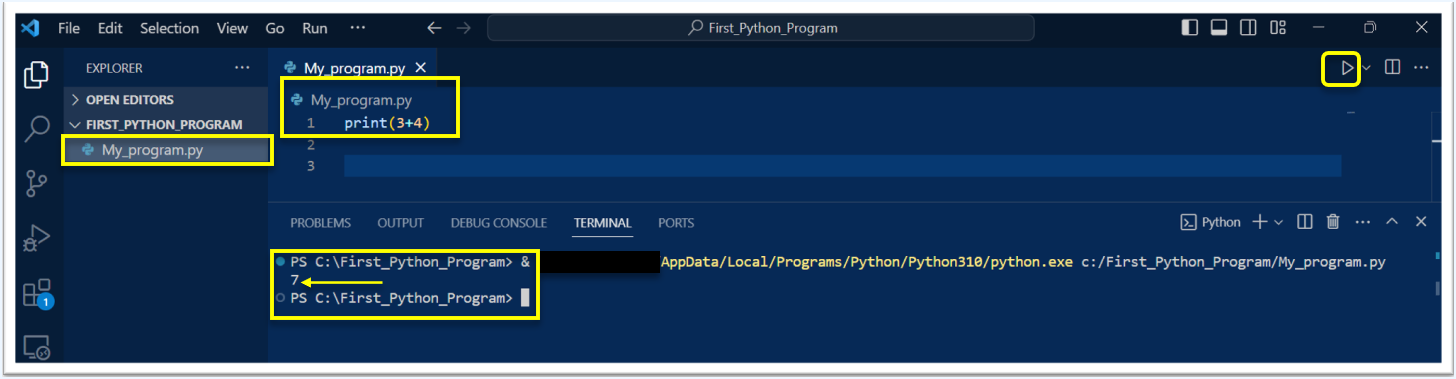 File Edit Selection View Go Run ··· First_Python_Program
EXPLORER ···
OPEN EDITORS
FIRST_PYTHON_PROGRAM
My_program.py
1
My_program.py
My_program.py
1 print(3+4)
2
3
PROBLEMS OUTPUT DEBUG CONSOLE TERMINAL PORTS Python
PS C:\First_Python_Program> & AppData/Local/Programs/Python/Python310/python.exe c:/First_Python_Program/My_program.py
7
PS C:\First_Python_Program>